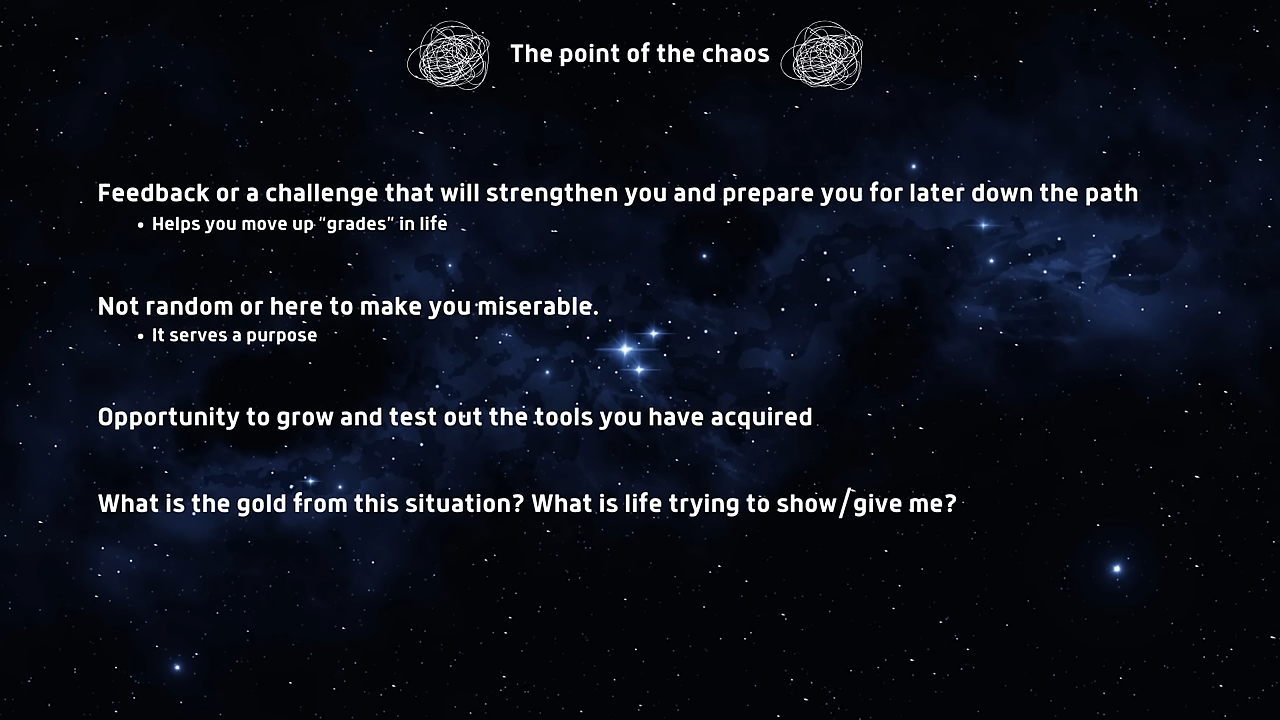 The point of the chaos
Feedback or a challenge that will strengthen you and prepare you for later down the path
• Helps you move up "grades" in life
Not random or here to make you miserable.
• It serves a purpose
Opportunity to grow and test out the tools you have acquired
What is the gold from this situation? What is life trying to show/give me?